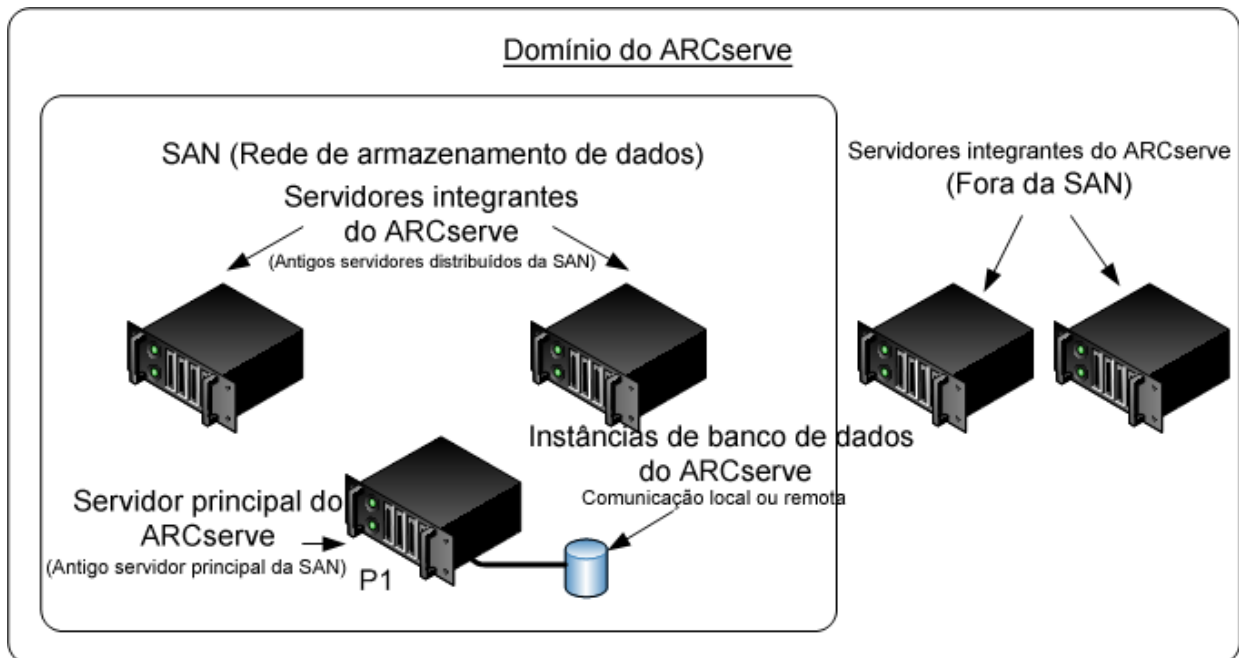 Domínio do ARCserve
SAN (Rede de armazenamento de dados)
Servidores integrantes
do ARCserve
(Antigos servidores distribuídos da SAN)
Servidores integrantes do ARCserve
(Fora da SAN)
Instâncias de banco de dados
do ARCserve
Comunicação local ou remota
Servidor principal do
ARCserve
(Antigo servidor principal da SAN)
P1